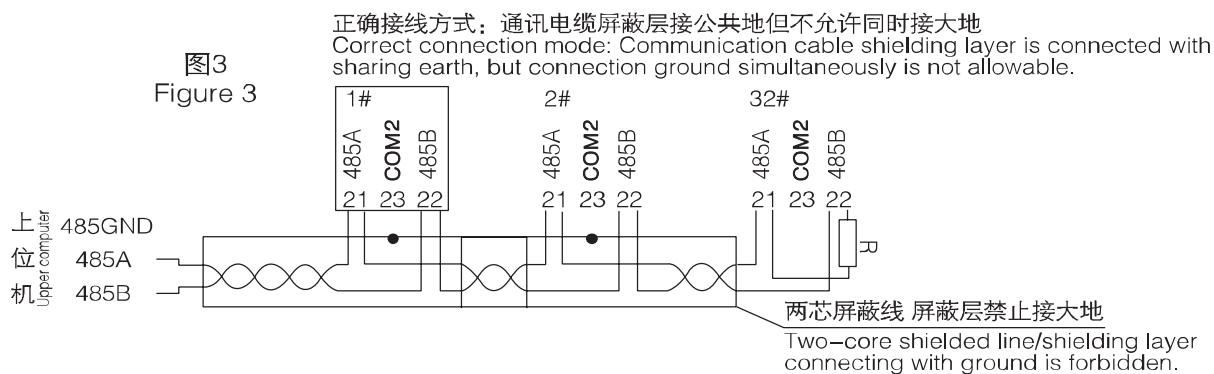 正确接线方式：通讯电缆屏蔽层接公共地但不允许同时接大地
Correct connection mode: Communication cable shielding layer is connected with
sharing earth, but connection ground simultaneously is not allowable.
图3
Figure 3
1#
485A
COM2
485B
21 23 22
2#
485A
COM2
485B
21 23 22
32#
485A
COM2
485B
21 23 22
R
上位机
Upper computer
485GND
485A
485B
两芯屏蔽线 屏蔽层禁止接大地
Two-core shielded line/shielding layer
connecting with ground is forbidden.